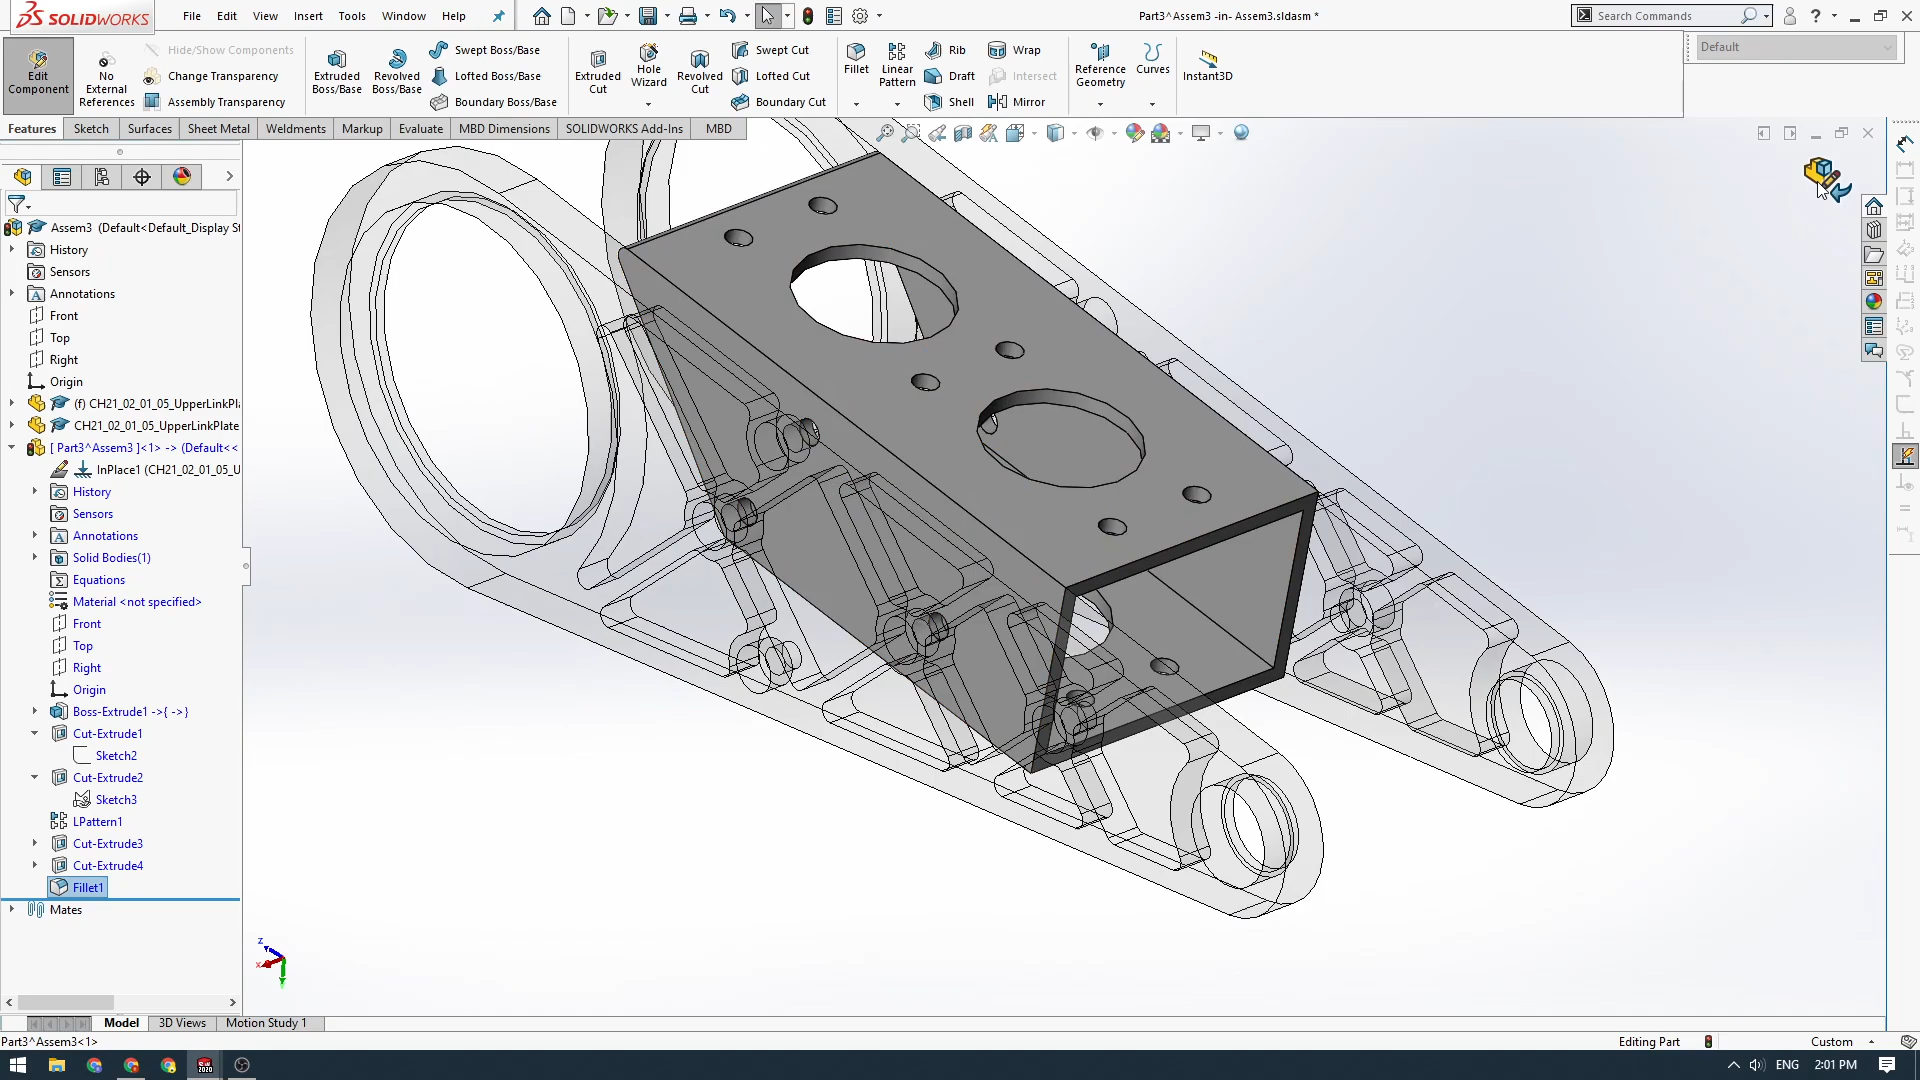 SOLIDWORKS
File Edit View Insert Tools Window Help
Part3^Assem3 -in- Assem3.sldasm *
Search Commands
Edit Component
No External References
Hide/Show Components
Change Transparency
Assembly Transparency
Extruded Boss/Base
Revolved Boss/Base
Swept Boss/Base
Lofted Boss/Base
Boundary Boss/Base
Extruded Cut
Hole Wizard
Revolved Cut
Swept Cut
Lofted Cut
Boundary Cut
Fillet
Linear Pattern
Rib
Draft
Shell
Wrap
Intersect
Mirror
Reference Geometry
Curves
Instant3D
Default
Features Sketch Surfaces Sheet Metal Weldments Markup Evaluate MBD Dimensions SOLIDWORKS Add-Ins MBD
Assem3 (Default<Default_Display St
History
Sensors
Annotations
Front
Top
Right
Origin
(f) CH21_02_01_05_UpperLinkPla
CH21_02_01_05_UpperLinkPlate
[ Part3^Assem3 ]<1> -> (Default<<
InPlace1 (CH21_02_01_05_U
History
Sensors
Annotations
Solid Bodies(1)
Equations
Material <not specified>
Front
Top
Right
Origin
Boss-Extrude1 ->{ ->}
Cut-Extrude1
Sketch2
Cut-Extrude2
Sketch3
LPattern1
Cut-Extrude3
Cut-Extrude4
Fillet1
Mates
z
x
Model 3D Views Motion Study 1
Part3^Assem3<1>
Editing Part
Custom
ENG 2:01 PM